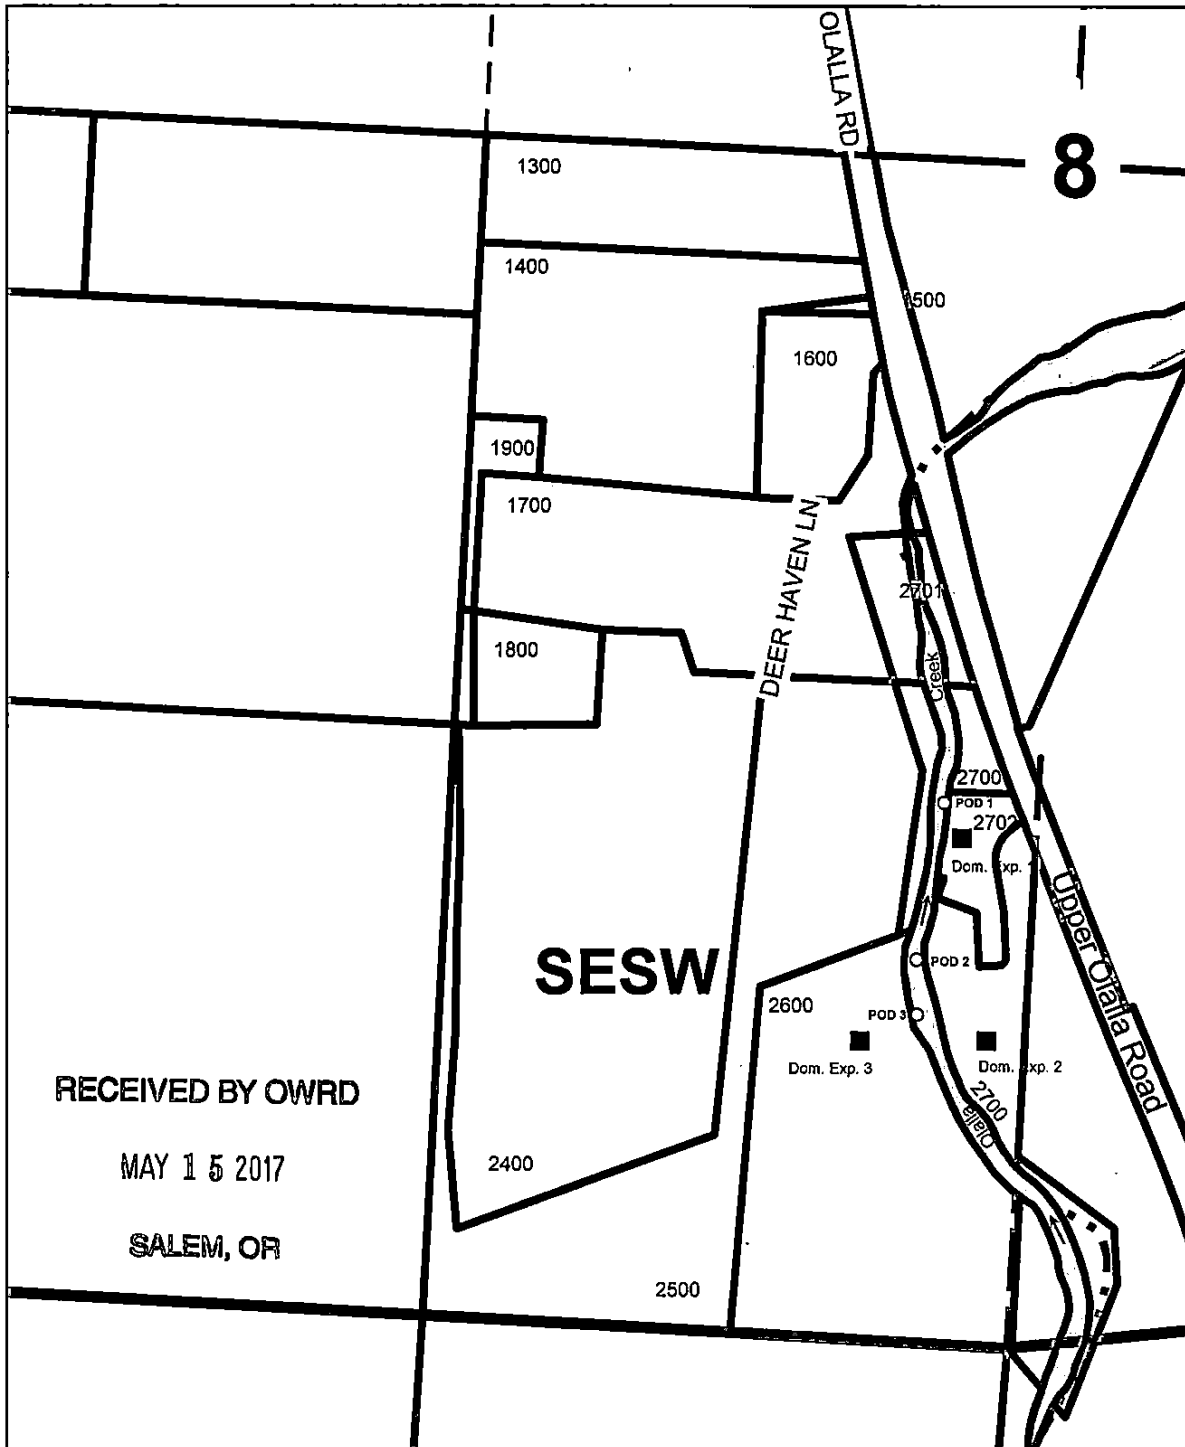 OLALLA RD
8
1300
1400
1500
1600
1900
1700
DEER HAVEN LN
2701
1800
Creek
2700
POD 1
2702
Dom. Exp. 1
Upper Olalla Road
SESW
POD 2
2600
POD 3
Dom. Exp. 3
Dom. Exp. 2
2700
Olalla
RECEIVED BY OWRD
MAY 15 2017
SALEM, OR
2400
2500